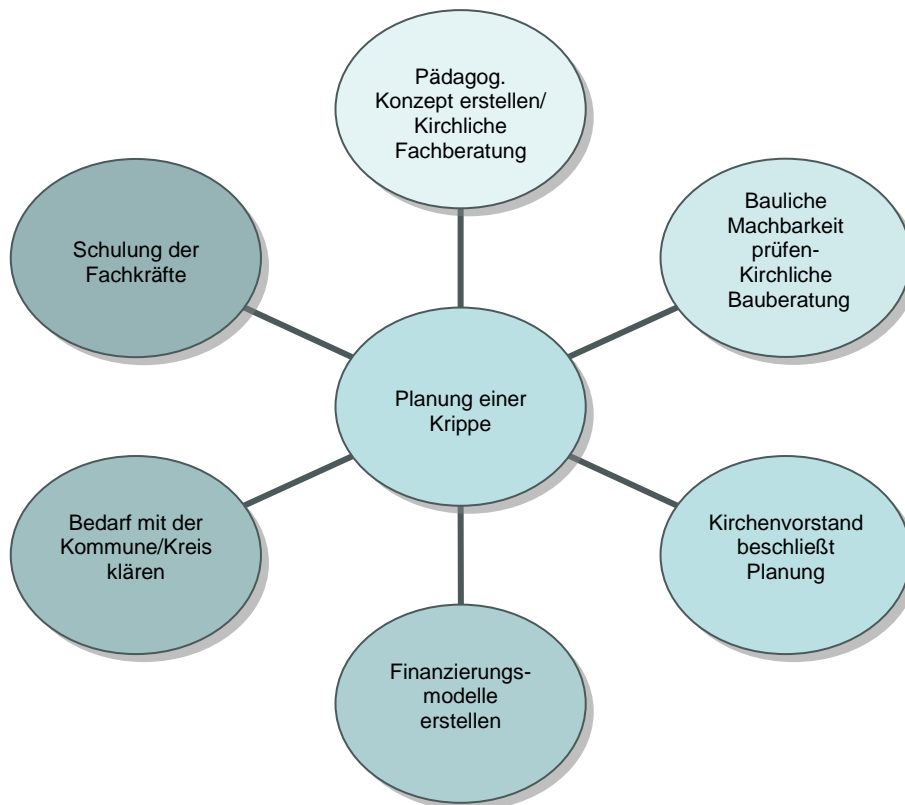 Pädagog.
Konzept erstellen/
Kirchliche
Fachberatung
Bauliche
Machbarkeit
prüfen-
Kirchliche
Bauberatung
Schulung der
Fachkräfte
Planung einer
Krippe
Bedarf mit der
Kommune/Kreis
klären
Kirchenvorstand
beschließt
Planung
Finanzierungs-
modelle
erstellen